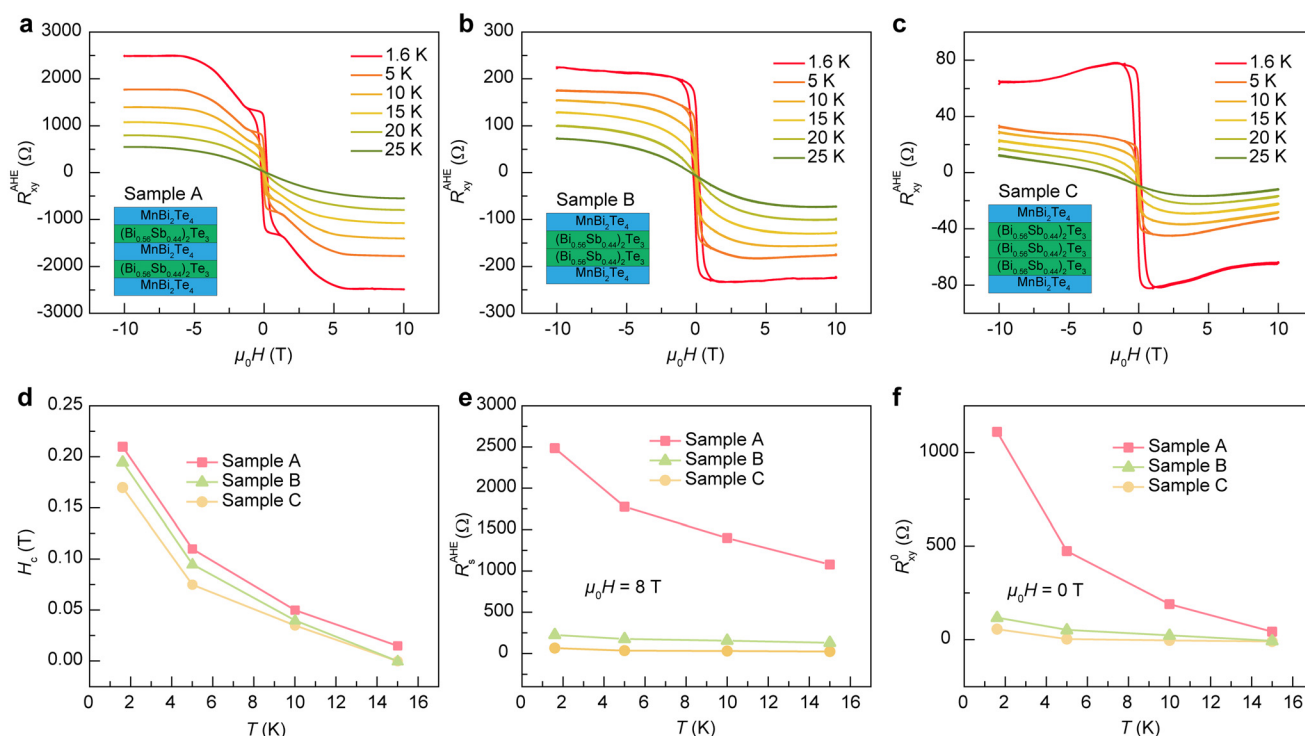 a
3000
2000
1000
0
-1000
-2000
3000
R_xy^AHE (Ω)
1.6 K
5 K
10 K
15 K
20 K
25 K
Sample A
MnBi₂Te₄
(Bi₀.₅₆Sb₀.₄₄)₂Te₃
MnBi₂Te₄
(Bi₀.₅₆Sb₀.₄₄)₂Te₃
MnBi₂Te₄
-10 -5 0 5 10
μ₀H (T)
b
300
200
100
0
-100
-200
300
R_xy^AHE (Ω)
1.6 K
5 K
10 K
15 K
20 K
25 K
Sample B
MnBi₂Te₄
(Bi₀.₅₆Sb₀.₄₄)₂Te₃
(Bi₀.₅₆Sb₀.₄₄)₂Te₃
MnBi₂Te₄
-10 -5 0 5 10
μ₀H (T)
c
80
40
0
-40
-80
R_xy^AHE (Ω)
1.6 K
5 K
10 K
15 K
20 K
25 K
Sample C
MnBi₂Te₄
(Bi₀.₅₆Sb₀.₄₄)₂Te₃
(Bi₀.₅₆Sb₀.₄₄)₂Te₃
(Bi₀.₅₆Sb₀.₄₄)₂Te₃
MnBi₂Te₄
-10 -5 0 5 10
μ₀H (T)
d
0.25
0.20
0.15
0.10
0.05
0.00
H_c (T)
Sample A
Sample B
Sample C
0 2 4 6 8 10 12 14 16
T (K)
e
3000
2500
2000
1500
1000
500
0
R_s^AHE (Ω)
Sample A
Sample B
Sample C
μ₀H = 8 T
0 2 4 6 8 10 12 14 16
T (K)
f
1000
500
0
R_xy^0 (Ω)
Sample A
Sample B
Sample C
μ₀H = 0 T
0 2 4 6 8 10 12 14 16
T (K)